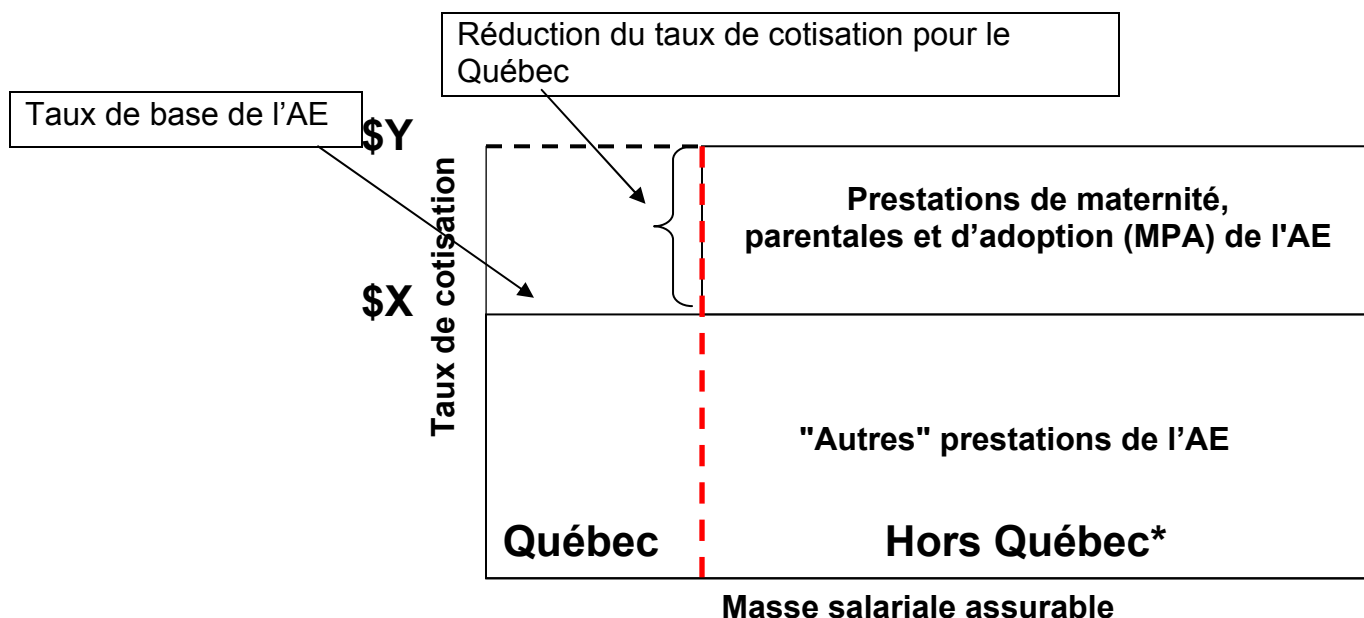 Réduction du taux de cotisation pour le
Québec
Taux de base de l’AE
$Y
$X
Taux de cotisation
Prestations de maternité,
parentales et d’adoption (MPA) de l'AE
"Autres" prestations de l’AE
Québec
Hors Québec*
Masse salariale assurable